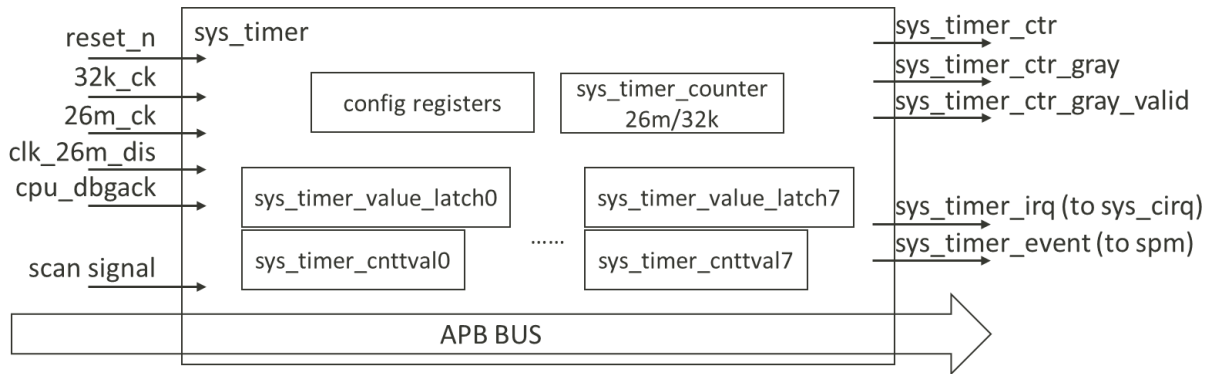 reset_n
32k_ck
26m_ck
clk_26m_dis
cpu_dbgack
scan signal
sys_timer
config registers
sys_timer_counter
26m/32k
sys_timer_value_latch0
sys_timer_cnttval0
......
sys_timer_value_latch7
sys_timer_cnttval7
sys_timer_ctr
sys_timer_ctr_gray
sys_timer_ctr_gray_valid
sys_timer_irq (to sys_cirq)
sys_timer_event (to spm)
APB BUS